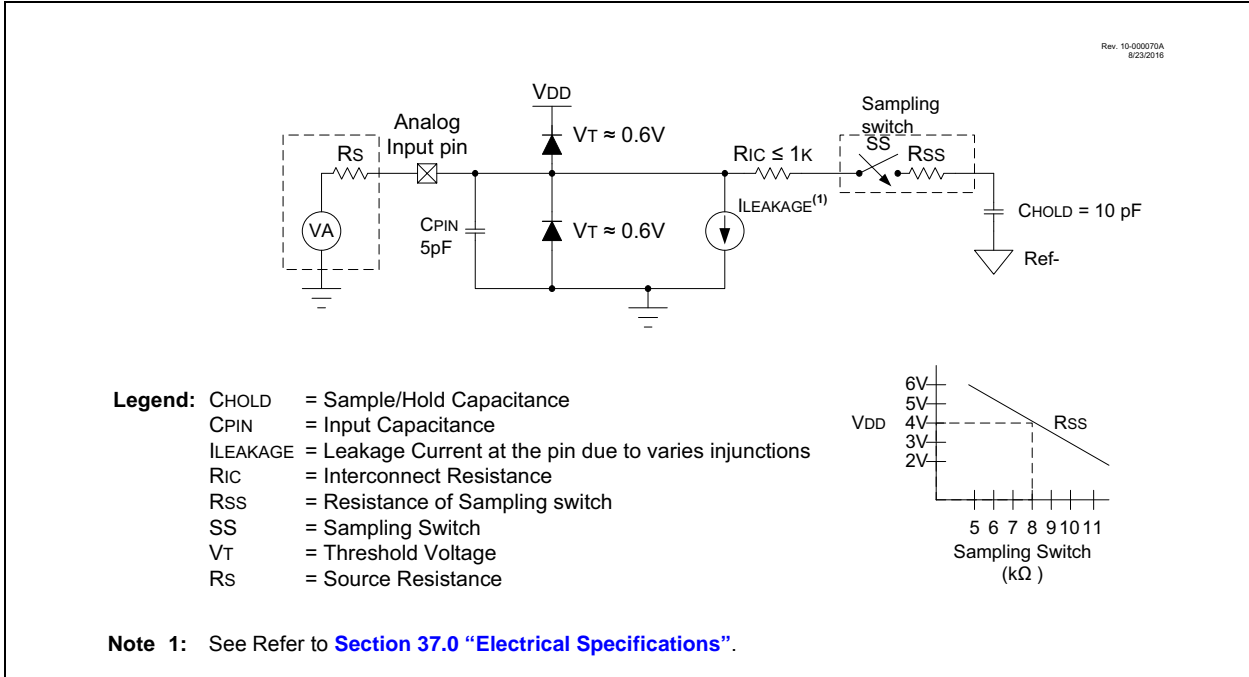 Rev. 10-000070A
8/23/2016
VDD
Analog
Input pin
RS
VT ≈ 0.6V
Sampling
switch
SS
RIC ≤ 1K
RSS
VA
CPIN
5pF
VT ≈ 0.6V
ILEAKAGE(1)
CHOLD = 10 pF
Ref-
Legend: CHOLD = Sample/Hold Capacitance
CPIN = Input Capacitance
ILEAKAGE = Leakage Current at the pin due to varies injunctions
RIC = Interconnect Resistance
RSS = Resistance of Sampling switch
SS = Sampling Switch
VT = Threshold Voltage
RS = Source Resistance
6V
5V
VDD 4V RSS
3V
2V
5 6 7 8 9 10 11
Sampling Switch
(kΩ )
Note 1: See Refer to Section 37.0 “Electrical Specifications”.